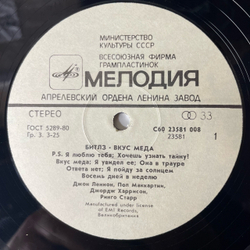 МИНИСТЕРСТВО
КУЛЬТУРЫ СССР
ВСЕСОЮЗНАЯ ФИРМА
ГРАМПЛАСТИНОК
МЕЛОДИЯ
АПРЕЛЕВСКИЙ ОРДЕНА ЛЕНИНА ЗАВОД
СТЕРЕО 33
ГОСТ 5289-80 С60 23581 008
Гр. 3. 3-25 23581 1
БИТЛЗ - ВКУС МЕДА
P.S. Я люблю тебя; Хочешь узнать тайну?
Вкус меда; Я увидел ее; Она в трауре
Ответа нет; Я пойду за солнцем
Восемь дней в неделю
Джон Леннон, Пол Маккартни,
Джордж Харрисон,
Ринго Старр
Manufactured under license
of EMI Records,
Великобритания